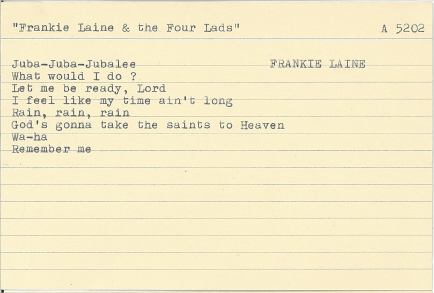 "Frankie Laine & the Four Lads" A 5202
Juba-Juba-Jubalee FRANKIE LAINE
What would I do ?
Let me be ready, Lord
I feel like my time ain't long
Rain, rain, rain
God's gonna take the saints to Heaven
Wa-ha
Remember me